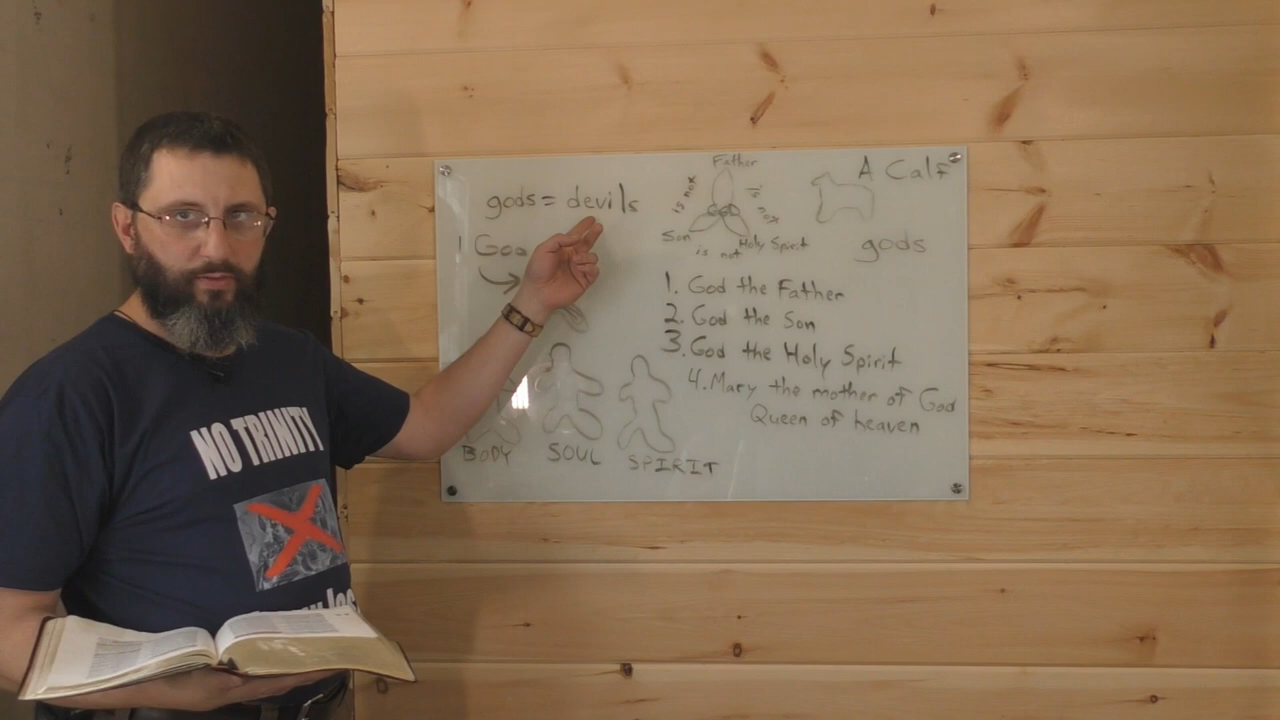 gods = devils
1 God
BODY SOUL SPIRIT
Father
is not
is not
God
Son
is not
Holy Spirit
A Calf
gods
1. God the Father
2. God the Son
3. God the Holy Spirit
4. Mary the mother of God
Queen of heaven
NO TRINITY